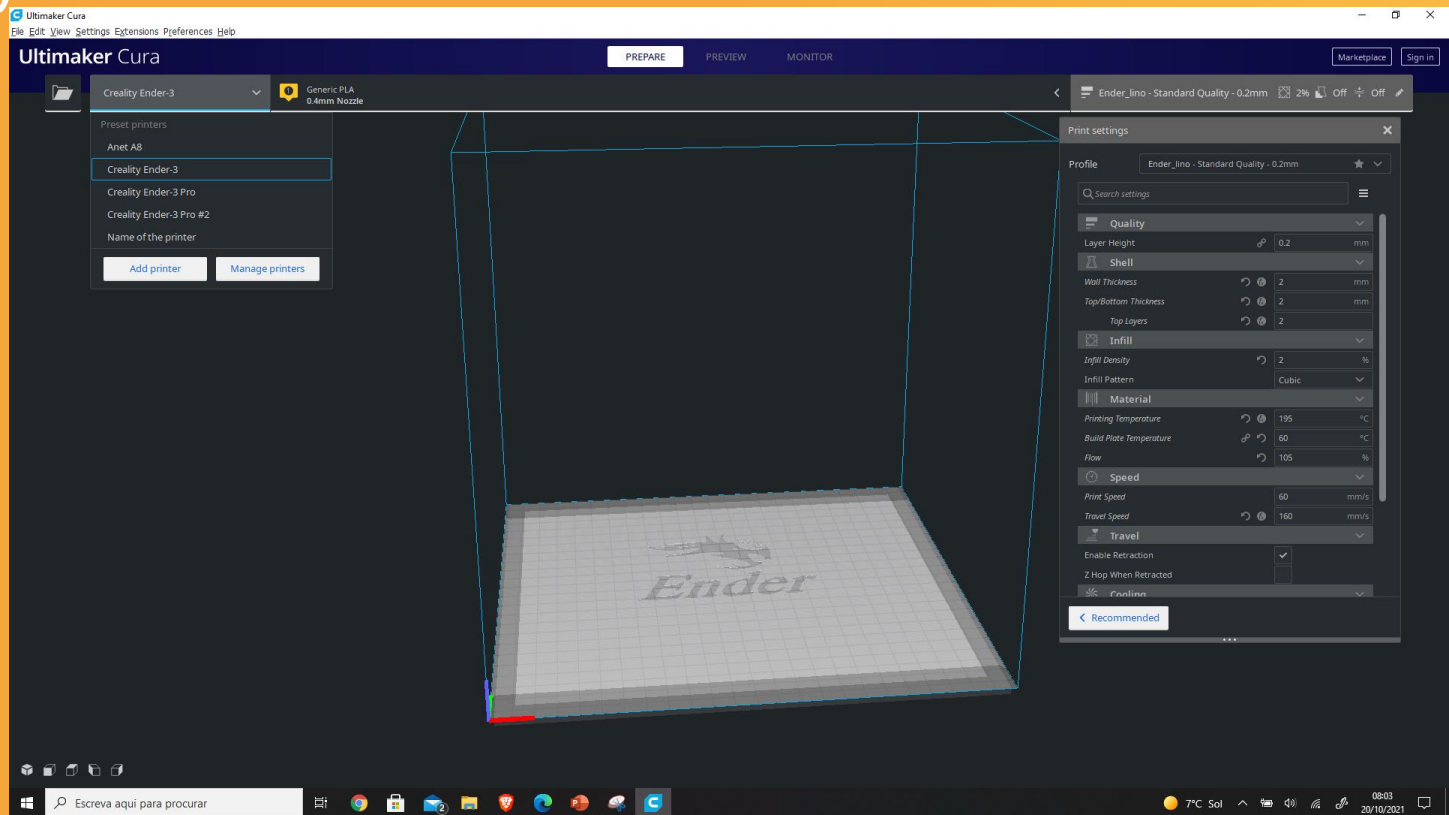 Ultimaker Cura
File Edit View Settings Extensions Preferences Help
Ultimaker Cura
PREPARE PREVIEW MONITOR
Marketplace Sign in
Creality Ender-3
Generic PLA
0.4mm Nozzle
Ender_lino - Standard Quality - 0.2mm 2% Off Off
Preset printers
Anet A8
Creality Ender-3
Creality Ender-3 Pro
Creality Ender-3 Pro #2
Name of the printer
Add printer Manage printers
Print settings
Profile Ender_lino - Standard Quality - 0.2mm
Search settings
Quality
Layer Height 0.2 mm
Shell
Wall Thickness 2 mm
Top/Bottom Thickness 2 mm
Top Layers 2
Infill
Infill Density 2 %
Infill Pattern Cubic
Material
Printing Temperature 195 °C
Build Plate Temperature 60 °C
Flow 105 %
Speed
Print Speed 60 mm/s
Travel Speed 160 mm/s
Travel
Enable Retraction
Z Hop When Retracted
Cooling
Recommended
Ender
Escreva aqui para procurar
2
7°C Sol
08:03
20/10/2021